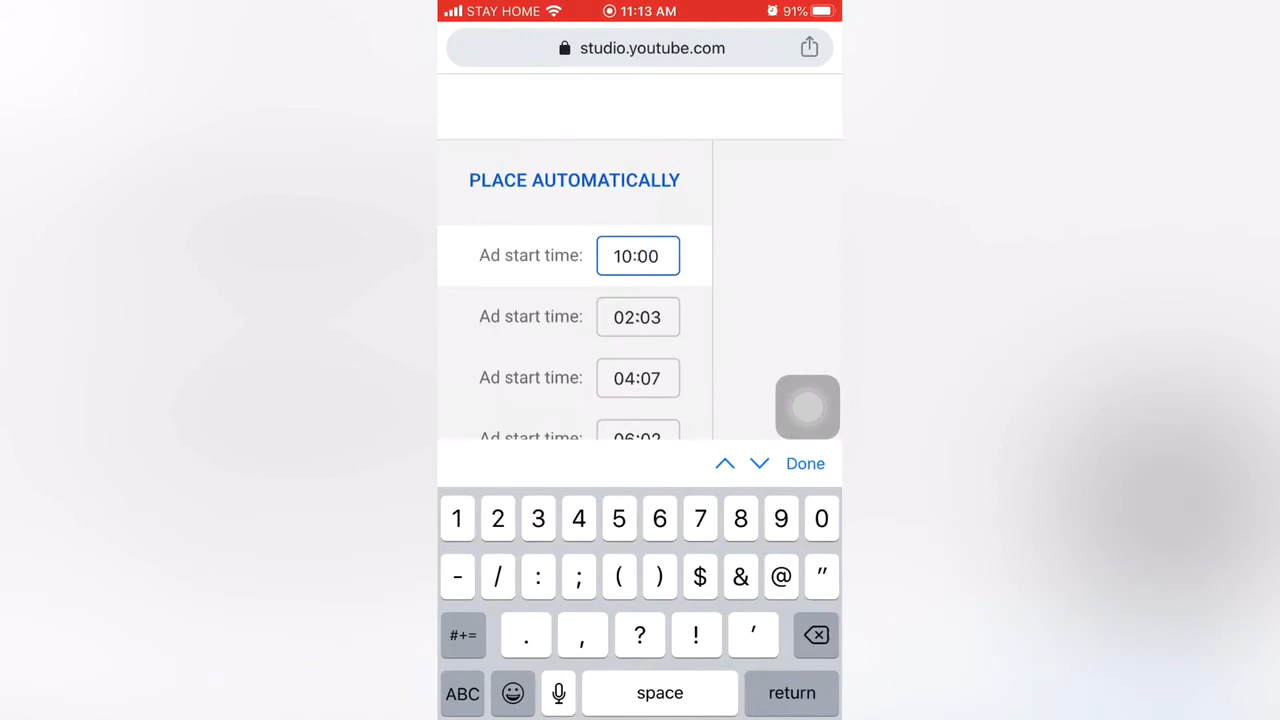 STAY HOME 11:13 AM 91%
studio.youtube.com
PLACE AUTOMATICALLY
Ad start time: 10:00
Ad start time: 02:03
Ad start time: 04:07
Ad start time: 06:02
Done
1 2 3 4 5 6 7 8 9 0
- / : ; ( ) $ & @ "
#+= . , ? ! '
ABC space return